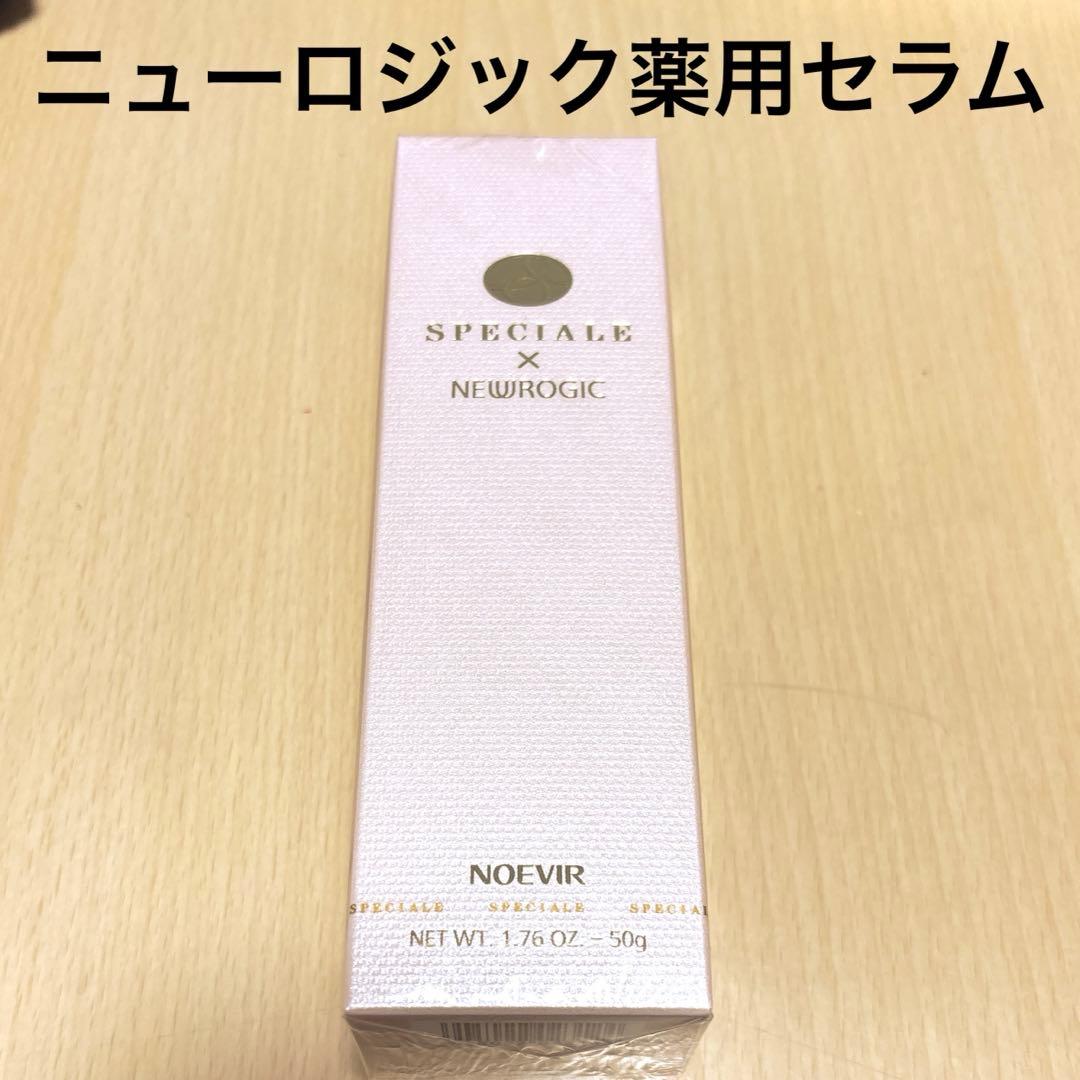 ニューロジック薬用セラム
SPECIALE
×
NEWROGIC
NOEVIR
SPECIALE SPECIALE SPECIAL
NET WT. 1.76 OZ. – 50g